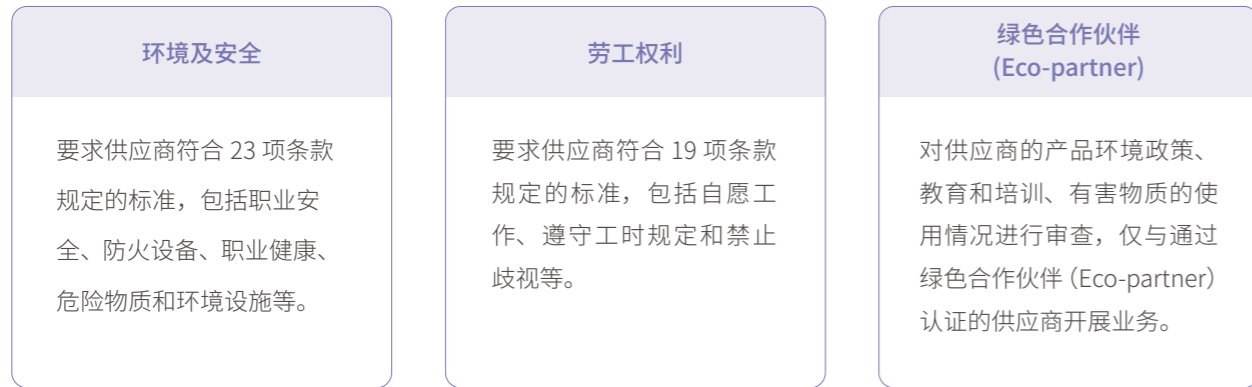 环境及安全
要求供应商符合 23 项条款
规定的标准，包括职业安
全、防火设备、职业健康、
危险物质和环境设施等。
劳工权利
要求供应商符合 19 项条款
规定的标准，包括自愿工
作、遵守工时规定和禁止
歧视等。
绿色合作伙伴
(Eco-partner)
对供应商的产品环境政策、
教育和培训、有害物质的使
用情况进行审查，仅与通过
绿色合作伙伴（Eco-partner）
认证的供应商开展业务。